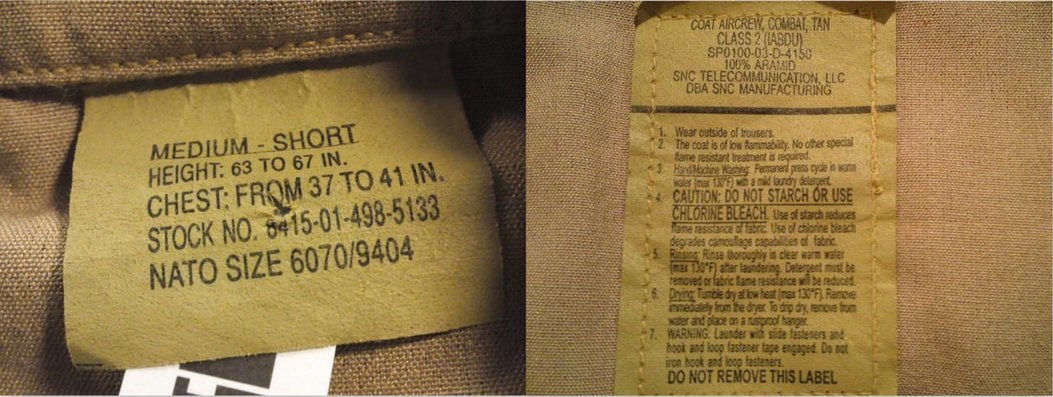 MEDIUM - SHORT
HEIGHT: 63 TO 67 IN.
CHEST: FROM 37 TO 41 IN.
STOCK NO. 8415-01-498-5133
NATO SIZE 6070/9404
COAT AIRCREW, COMBAT, TAN
CLASS 2 (IABDU)
SP0100-03-D-4150
100% ARAMID
SNC TELECOMMUNICATION, LLC
DBA SNC MANUFACTURING
1. Wear outside of trousers.
2. The coat is of low flammability. No other special
flame resistant treatment is required.
3. Hand/Machine Washing: Permanent press cycle in warm
water (max 130°F) with a mild laundry detergent.
4. CAUTION: DO NOT STARCH OR USE
CHLORINE BLEACH. Use of starch reduces
flame resistance of fabric. Use of chlorine bleach
degrades camouflage capabilities of fabric.
5. Rinsing: Rinse thoroughly in clear warm water
(max 130°F) after laundering. Detergent must be
removed or fabric flame resistance will be reduced.
6. Drying: Tumble dry at low heat (max 130°F). Remove
immediately from the dryer. To drip dry, remove from
water and place on a rustproof hanger.
7. WARNING: Launder with slide fasteners and
hook and loop fastener tape engaged. Do not
iron hook and loop fasteners.
DO NOT REMOVE THIS LABEL